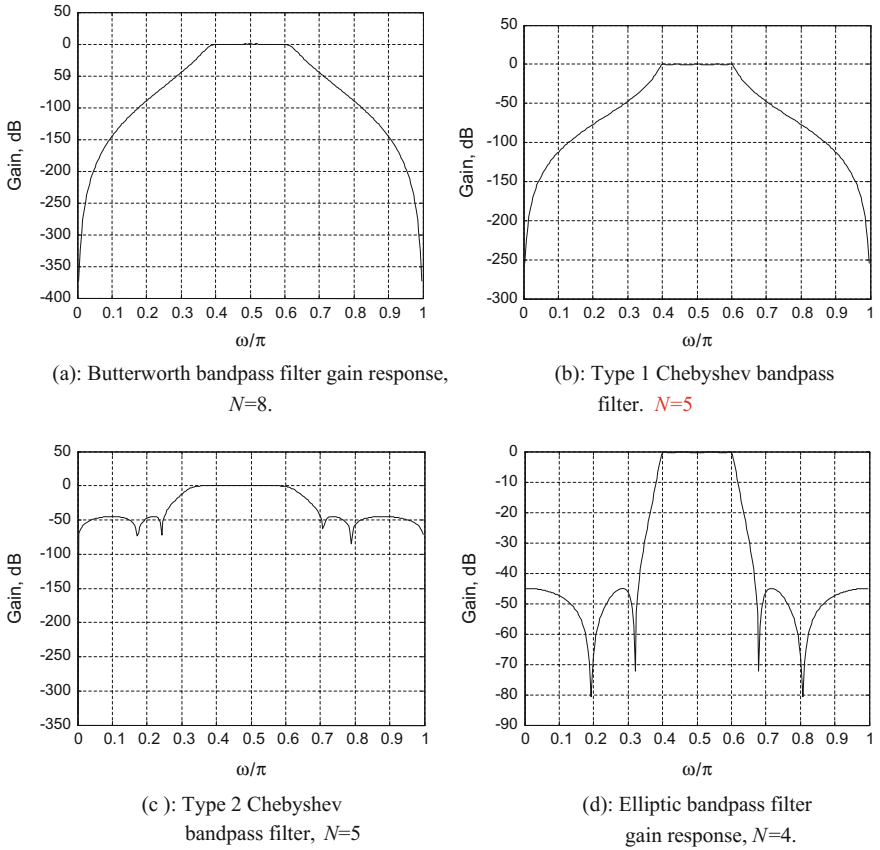 50
0
50
-100
-150
-200
-250
-300
-350
-400
Gain, dB
0 0.1 0.2 0.3 0.4 0.5 0.6 0.7 0.8 0.9 1
ω/π
(a): Butterworth bandpass filter gain response,
N=8.
50
0
-50
-100
-150
-200
-250
-300
Gain, dB
0 0.1 0.2 0.3 0.4 0.5 0.6 0.7 0.8 0.9 1
ω/π
(b): Type 1 Chebyshev bandpass
filter. N=5
50
0
-50
-100
-150
-200
-250
-300
-350
Gain, dB
0 0.1 0.2 0.3 0.4 0.5 0.6 0.7 0.8 0.9 1
ω/π
(c ): Type 2 Chebyshev
bandpass filter, N=5
0
-10
-20
-30
-40
-50
-60
-70
-80
-90
Gain, dB
0 0.1 0.2 0.3 0.4 0.5 0.6 0.7 0.8 0.9 1
ω/π
(d): Elliptic bandpass filter
gain response, N=4.